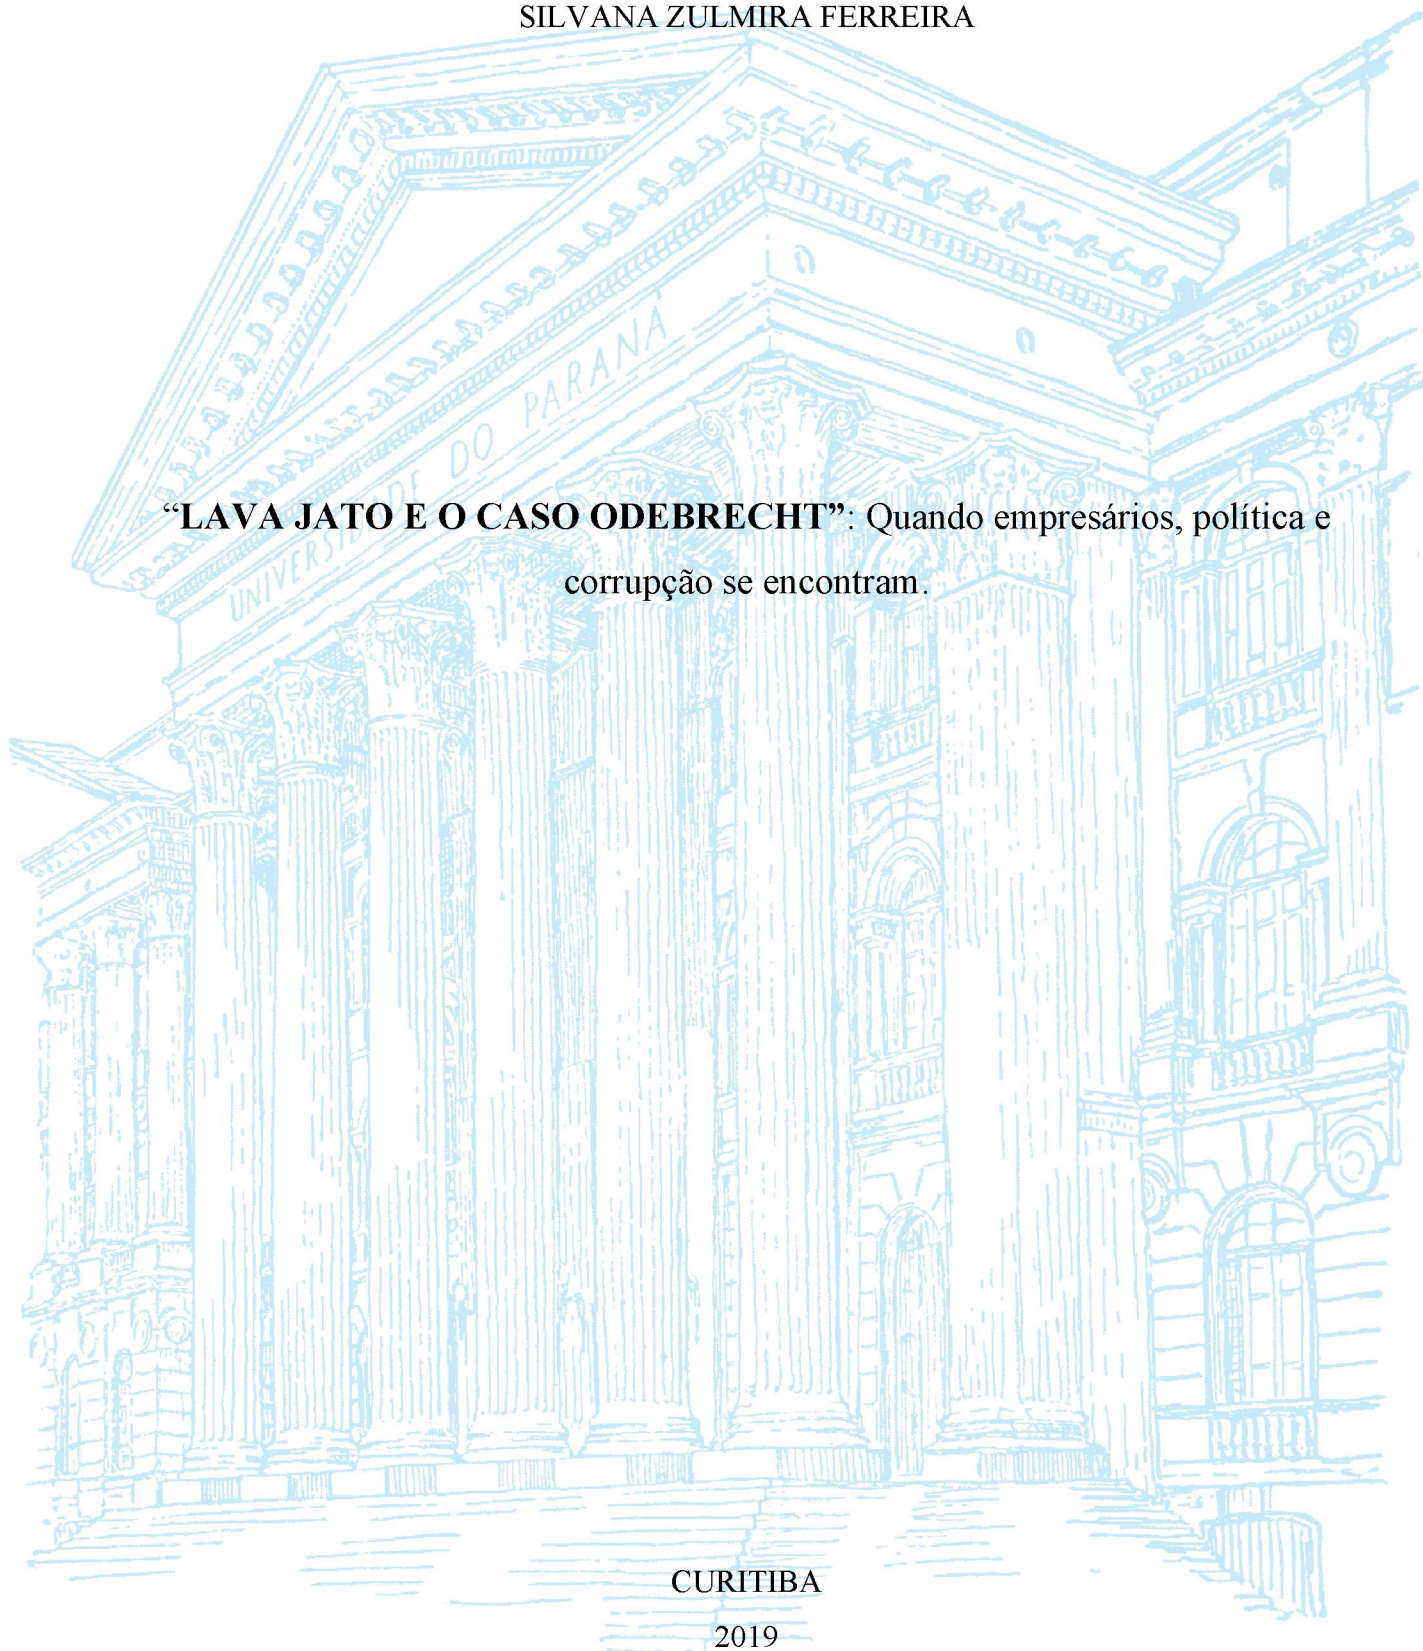 SILVANA ZULMIRA FERREIRA
UNIVERSIDADE DO PARANÁ
“LAVA JATO E O CASO ODEBRECHT”: Quando empresários, política e
corrupção se encontram.
CURITIBA
2019